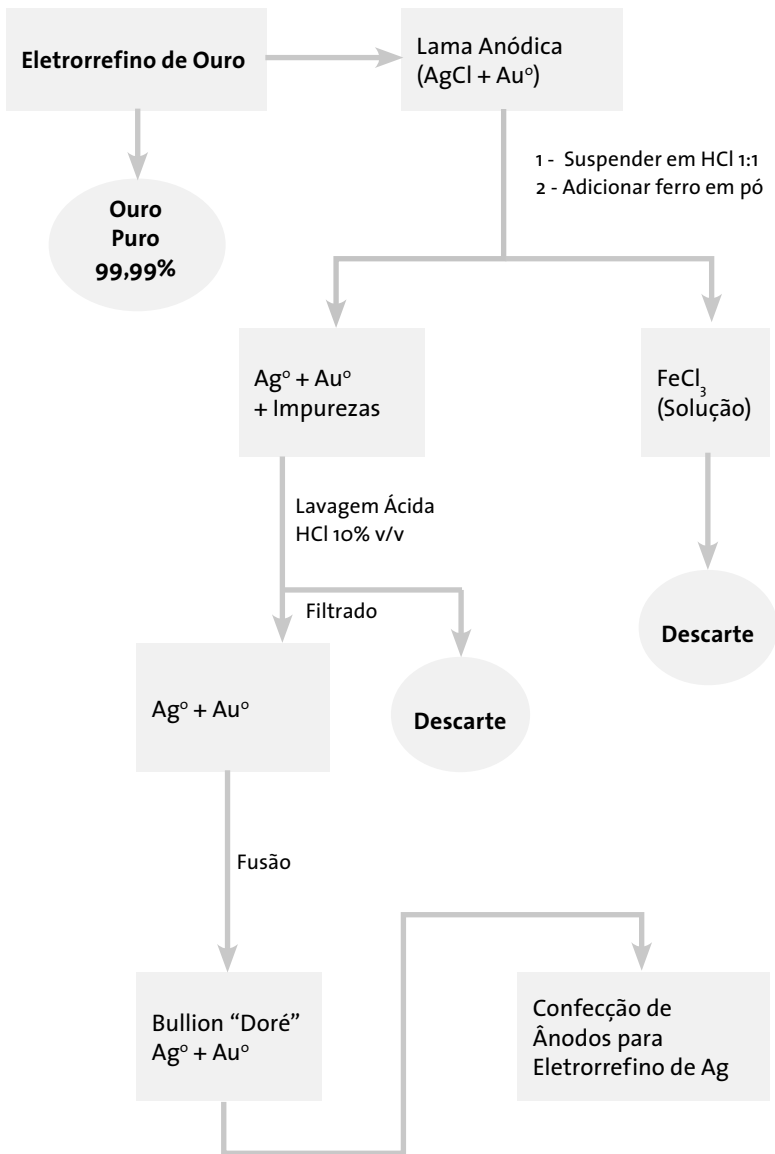 Eletrorrefino de Ouro
Lama Anódica
(AgCl + Auº)
1 - Suspender em HCl 1:1
2 - Adicionar ferro em pó
Ouro
Puro
99,99%
Agº + Auº
+ Impurezas
FeCl₃
(Solução)
Lavagem Ácida
HCl 10% v/v
Filtrado
Descarte
Agº + Auº
Descarte
Fusão
Bullion “Doré”
Agº + Auº
Confecção de
Ânodos para
Eletrorrefino de Ag